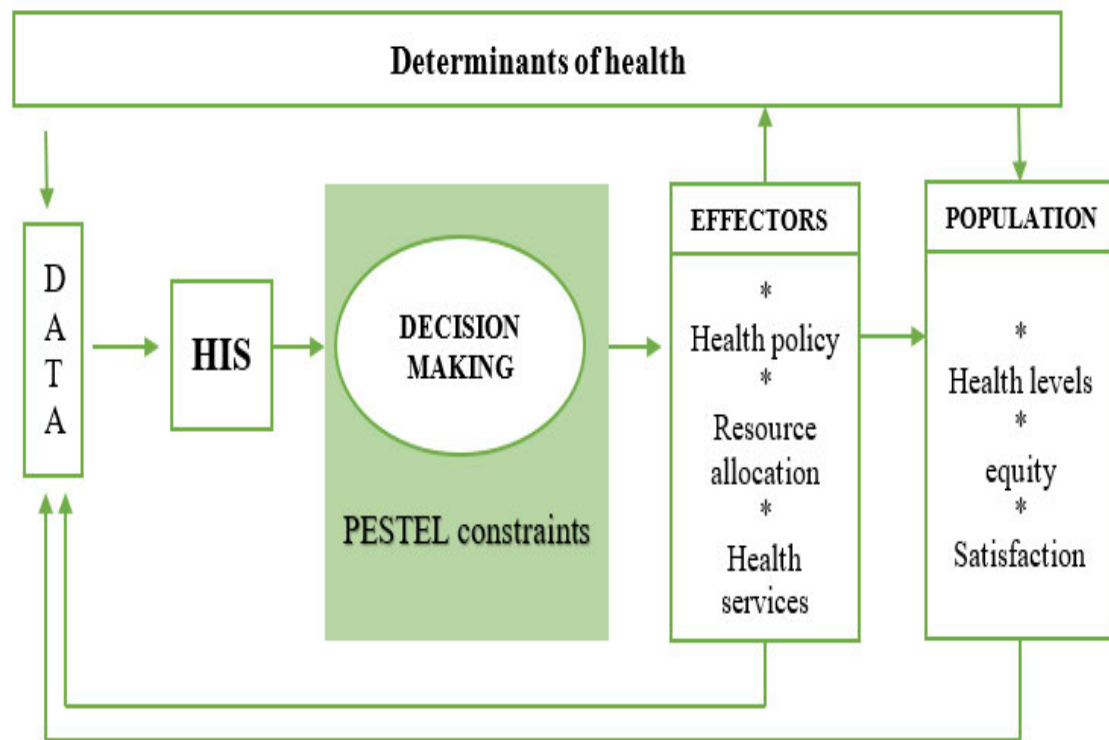 Determinants of health
D
A
T
A
HIS
DECISION
MAKING
PESTEL constraints
EFFECTORS
*
Health policy
*
Resource
allocation
*
Health
services
POPULATION
*
Health levels
*
equity
*
Satisfaction